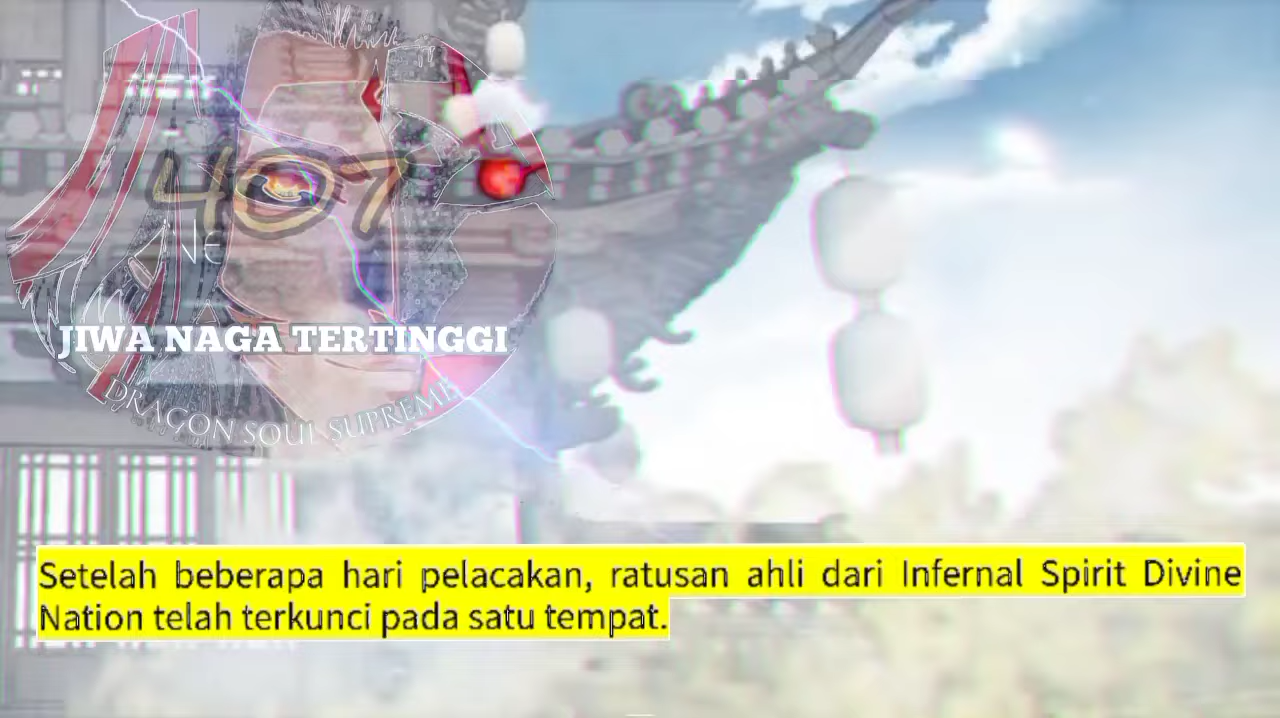 407
NE
JIWA NAGA TERTINGGI
DRAGON SOUL SUPREME
Setelah beberapa hari pelacakan, ratusan ahli dari Infernal Spirit Divine
Nation telah terkunci pada satu tempat.